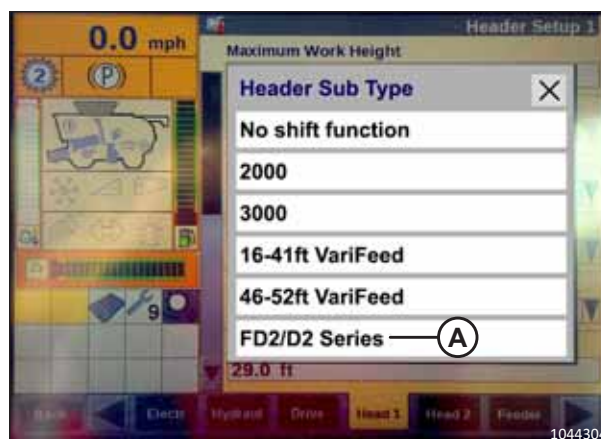 0.0 mph
Header Setup 1
Maximum Work Height
2
P
Header Sub Type
No shift function
2000
3000
16-41ft VariFeed
46-52ft VariFeed
FD2/D2 Series
A
9
29.0 ft
Back
Electr
Hydraul
Drive
Head 1
Head 2
Feeder
1044304